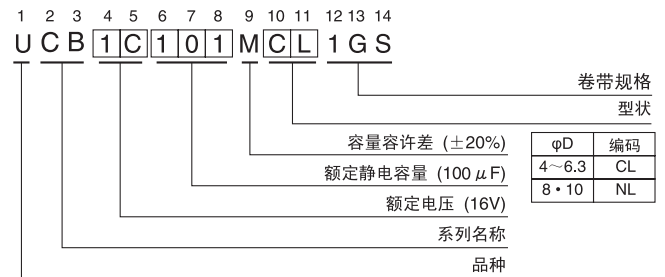 1 2 3 4 5 6 7 8 9 10 11 12 13 14
U C B 1 C 1 0 1 M C L 1 G S
卷带规格
型状
容量容许差 (±20%)
额定静电容量 (100μF)
额定电压 (16V)
系列名称
品种
φD 编码
4～6.3 CL
8・10 NL